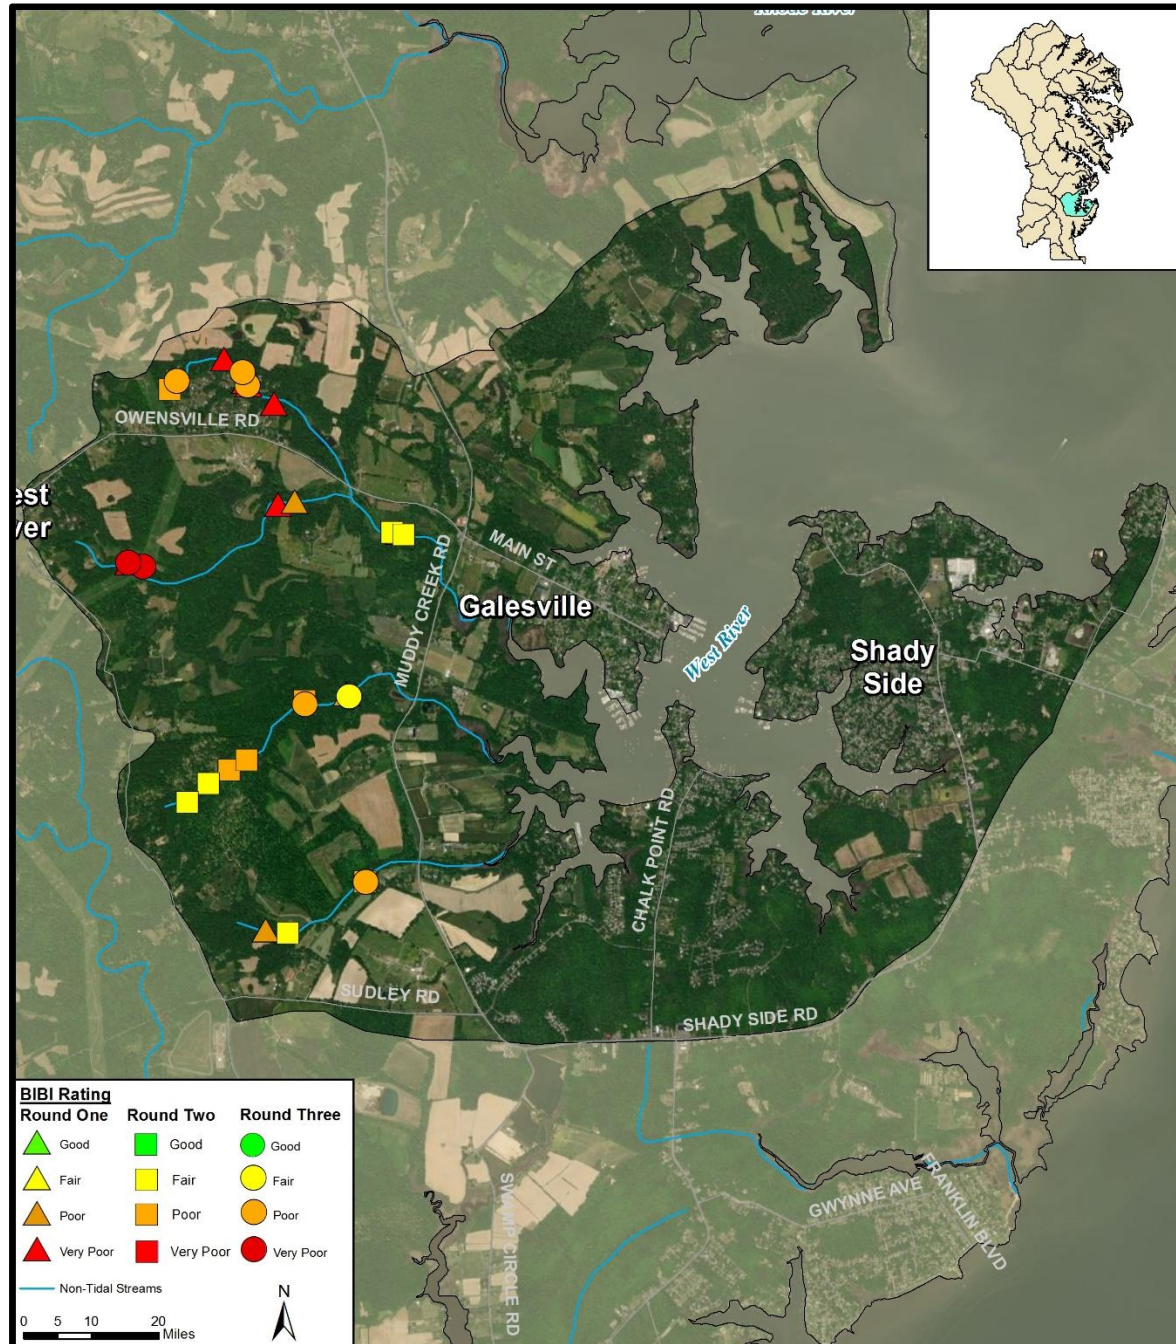 Rhode River
OWENSVILLE RD
est
ver
MAIN ST
MUDDY CREEK RD
Galesville
West River
Shady
Side
CHALK POINT RD
SUDLEY RD
SHADY SIDE RD
SWAMP CIRCLE RD
GWYNNE AVE
FRANKLIN BLVD
BIBI Rating
Round One Round Two Round Three
Good Good Good
Fair Fair Fair
Poor Poor Poor
Very Poor Very Poor Very Poor
Non-Tidal Streams
N
0 5 10 20
Miles